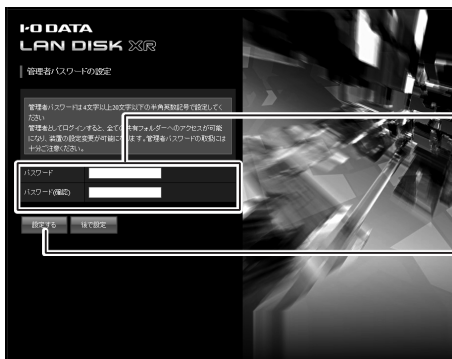 I-O DATA
LAN DISK XR
管理者パスワードの設定
管理者パスワードは4文字以上20文字以下の半角英数記号で設定してく
ださい
管理者としてログインすると、全ての共有フォルダーへのアクセスが可能
になり、装置の設定変更が可能になります。管理者パスワードの取扱には
十分ご注意ください。
パスワード
パスワード(確認)
設定する 後で設定